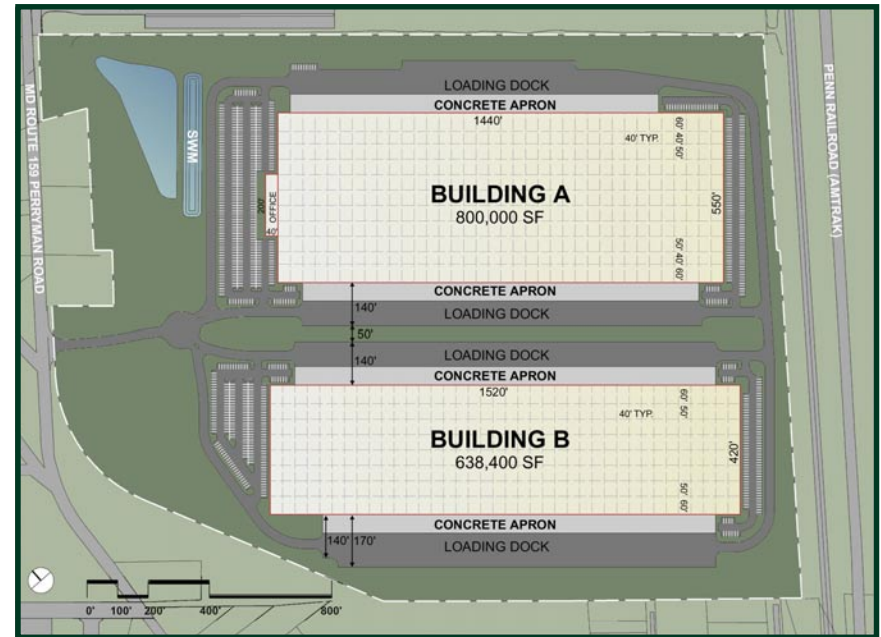 LOADING DOCK
CONCRETE APRON
1440'
40' TYP.
60' 40' 50'
MD ROUTE 159 PERRYMAN ROAD
SWM
PENN RAILROAD (AMTRAK)
200'
OFFICE
40'
BUILDING A
800,000 SF
550'
50' 40' 60'
CONCRETE APRON
140'
LOADING DOCK
50'
LOADING DOCK
140'
CONCRETE APRON
1520'
60' 50'
40' TYP.
BUILDING B
638,400 SF
420'
50' 60'
CONCRETE APRON
140' 170'
LOADING DOCK
0' 100' 200' 400' 800'